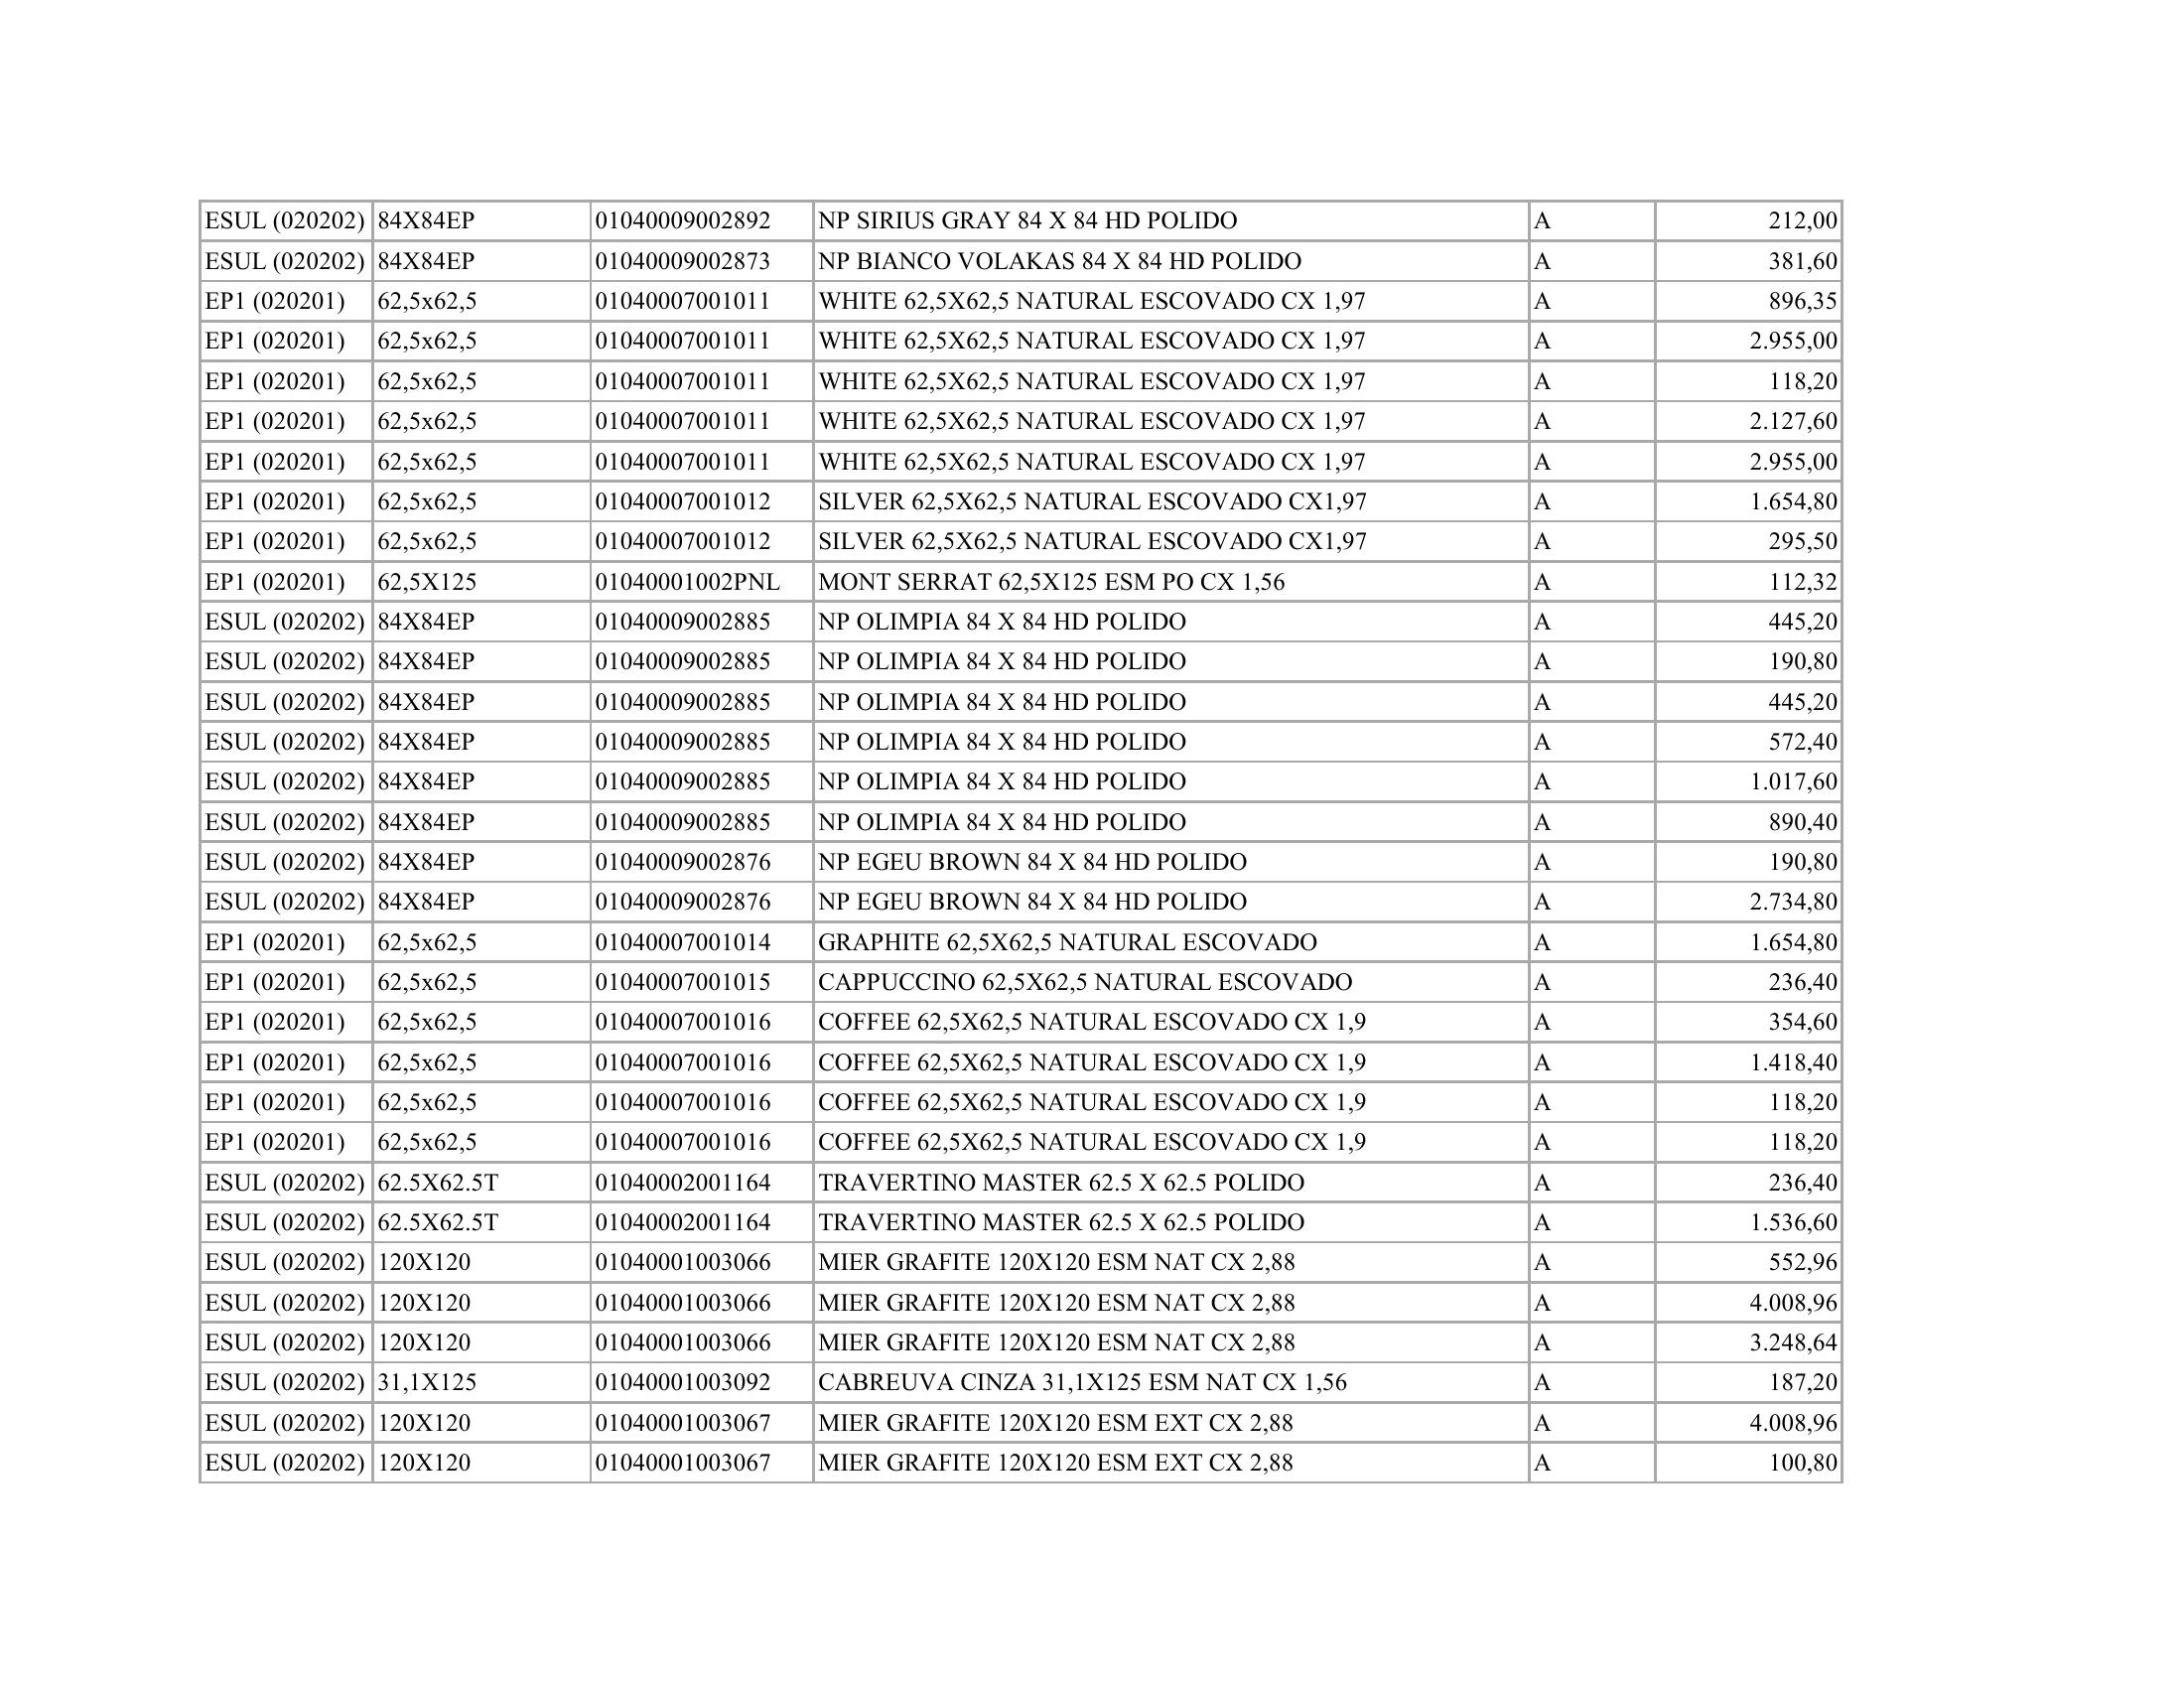 ESUL (020202) 84X84EP 01040009002892 NP SIRIUS GRAY 84 X 84 HD POLIDO A 212,00
ESUL (020202) 84X84EP 01040009002873 NP BIANCO VOLAKAS 84 X 84 HD POLIDO A 381,60
EP1 (020201) 62,5x62,5 01040007001011 WHITE 62,5X62,5 NATURAL ESCOVADO CX 1,97 A 896,35
EP1 (020201) 62,5x62,5 01040007001011 WHITE 62,5X62,5 NATURAL ESCOVADO CX 1,97 A 2.955,00
EP1 (020201) 62,5x62,5 01040007001011 WHITE 62,5X62,5 NATURAL ESCOVADO CX 1,97 A 118,20
EP1 (020201) 62,5x62,5 01040007001011 WHITE 62,5X62,5 NATURAL ESCOVADO CX 1,97 A 2.127,60
EP1 (020201) 62,5x62,5 01040007001011 WHITE 62,5X62,5 NATURAL ESCOVADO CX 1,97 A 2.955,00
EP1 (020201) 62,5x62,5 01040007001012 SILVER 62,5X62,5 NATURAL ESCOVADO CX1,97 A 1.654,80
EP1 (020201) 62,5x62,5 01040007001012 SILVER 62,5X62,5 NATURAL ESCOVADO CX1,97 A 295,50
EP1 (020201) 62,5X125 01040001002PNL MONT SERRAT 62,5X125 ESM PO CX 1,56 A 112,32
ESUL (020202) 84X84EP 01040009002885 NP OLIMPIA 84 X 84 HD POLIDO A 445,20
ESUL (020202) 84X84EP 01040009002885 NP OLIMPIA 84 X 84 HD POLIDO A 190,80
ESUL (020202) 84X84EP 01040009002885 NP OLIMPIA 84 X 84 HD POLIDO A 445,20
ESUL (020202) 84X84EP 01040009002885 NP OLIMPIA 84 X 84 HD POLIDO A 572,40
ESUL (020202) 84X84EP 01040009002885 NP OLIMPIA 84 X 84 HD POLIDO A 1.017,60
ESUL (020202) 84X84EP 01040009002885 NP OLIMPIA 84 X 84 HD POLIDO A 890,40
ESUL (020202) 84X84EP 01040009002876 NP EGEU BROWN 84 X 84 HD POLIDO A 190,80
ESUL (020202) 84X84EP 01040009002876 NP EGEU BROWN 84 X 84 HD POLIDO A 2.734,80
EP1 (020201) 62,5x62,5 01040007001014 GRAPHITE 62,5X62,5 NATURAL ESCOVADO A 1.654,80
EP1 (020201) 62,5x62,5 01040007001015 CAPPUCCINO 62,5X62,5 NATURAL ESCOVADO A 236,40
EP1 (020201) 62,5x62,5 01040007001016 COFFEE 62,5X62,5 NATURAL ESCOVADO CX 1,9 A 354,60
EP1 (020201) 62,5x62,5 01040007001016 COFFEE 62,5X62,5 NATURAL ESCOVADO CX 1,9 A 1.418,40
EP1 (020201) 62,5x62,5 01040007001016 COFFEE 62,5X62,5 NATURAL ESCOVADO CX 1,9 A 118,20
EP1 (020201) 62,5x62,5 01040007001016 COFFEE 62,5X62,5 NATURAL ESCOVADO CX 1,9 A 118,20
ESUL (020202) 62.5X62.5T 01040002001164 TRAVERTINO MASTER 62.5 X 62.5 POLIDO A 236,40
ESUL (020202) 62.5X62.5T 01040002001164 TRAVERTINO MASTER 62.5 X 62.5 POLIDO A 1.536,60
ESUL (020202) 120X120 01040001003066 MIER GRAFITE 120X120 ESM NAT CX 2,88 A 552,96
ESUL (020202) 120X120 01040001003066 MIER GRAFITE 120X120 ESM NAT CX 2,88 A 4.008,96
ESUL (020202) 120X120 01040001003066 MIER GRAFITE 120X120 ESM NAT CX 2,88 A 3.248,64
ESUL (020202) 31,1X125 01040001003092 CABREUVA CINZA 31,1X125 ESM NAT CX 1,56 A 187,20
ESUL (020202) 120X120 01040001003067 MIER GRAFITE 120X120 ESM EXT CX 2,88 A 4.008,96
ESUL (020202) 120X120 01040001003067 MIER GRAFITE 120X120 ESM EXT CX 2,88 A 100,80